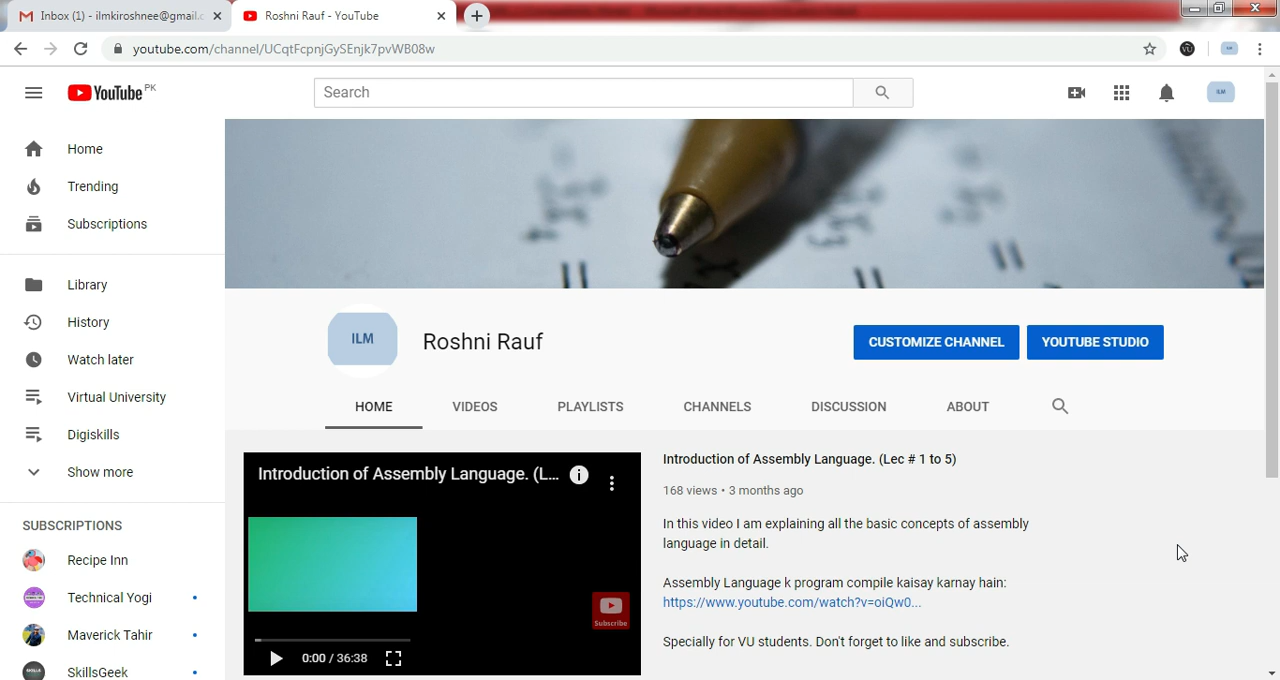 Inbox (1) - ilmkiroshnee@gmail.c
Roshni Rauf - YouTube
youtube.com/channel/UCqtFcpnjGySEnjk7pvWB08w
YouTube PK
Search
ILM
Home
Trending
Subscriptions
Library
History
Watch later
Virtual University
Digiskills
Show more
SUBSCRIPTIONS
Recipe Inn
Technical Yogi
Maverick Tahir
SkillsGeek
ILM
Roshni Rauf
CUSTOMIZE CHANNEL
YOUTUBE STUDIO
HOME VIDEOS PLAYLISTS CHANNELS DISCUSSION ABOUT
Introduction of Assembly Language. (L...
Subscribe
0:00 / 36:38
Introduction of Assembly Language. (Lec # 1 to 5)
168 views • 3 months ago
In this video I am explaining all the basic concepts of assembly
language in detail.
Assembly Language k program compile kaisay karnay hain:
https://www.youtube.com/watch?v=oiQw0...
Specially for VU students. Don't forget to like and subscribe.